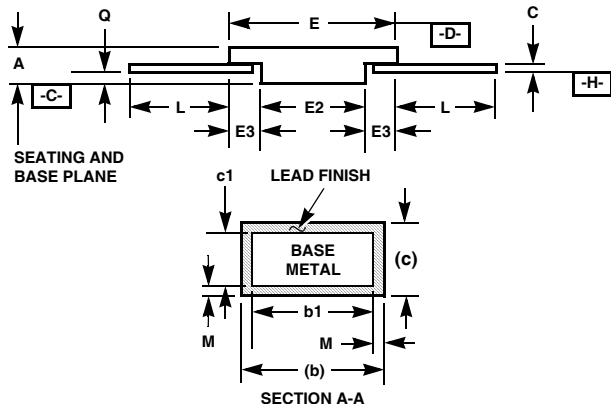 Q
E
-D-
C
A
-C-
-H-
L
E2
L
E3
E3
SEATING AND
BASE PLANE
c1
LEAD FINISH
BASE
METAL
(c)
b1
M
M
(b)
SECTION A-A